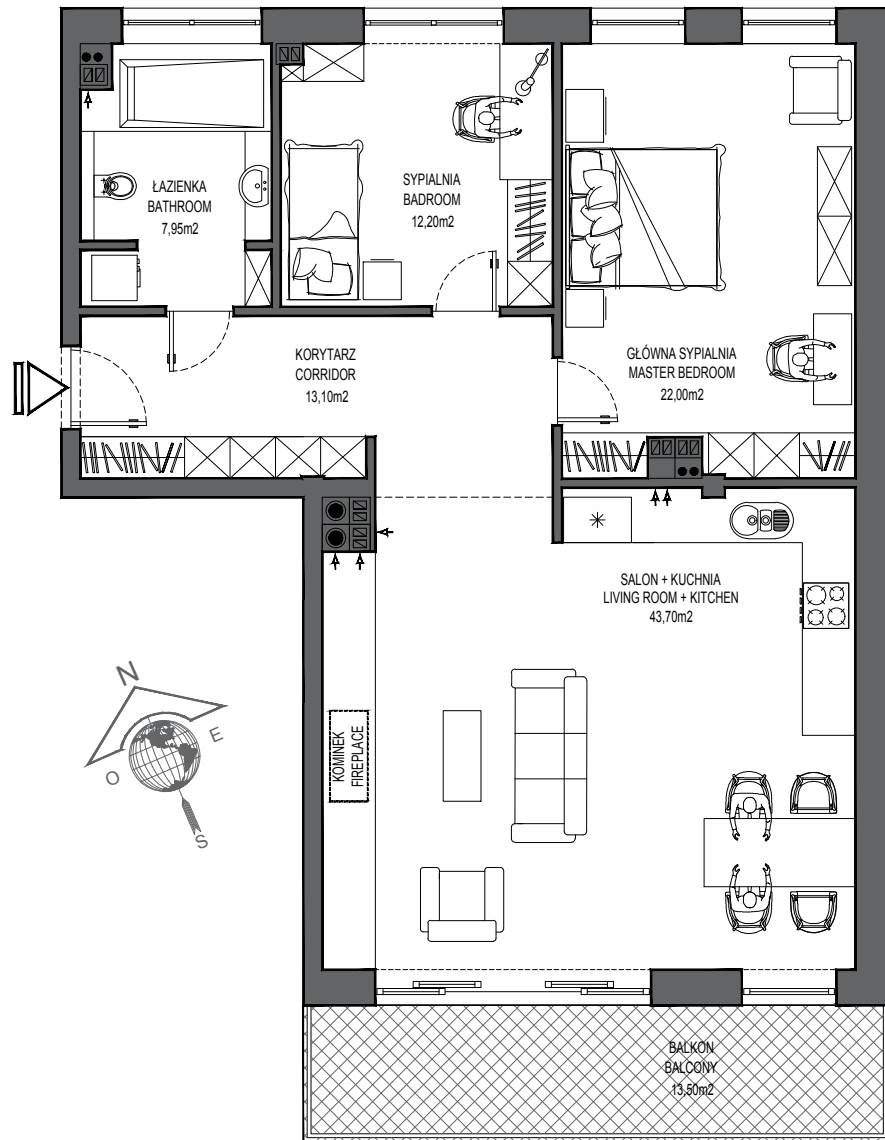 ŁAZIENKA
BATHROOM
7,95m2
SYPIALNIA
BADROOM
12,20m2
KORYTARZ
CORRIDOR
13,10m2
GŁÓWNA SYPIALNIA
MASTER BEDROOM
22,00m2
SALON + KUCHNIA
LIVING ROOM + KITCHEN
43,70m2
KOMINEK
FIREPLACE
N
E
O
S
BALKON
BALCONY
13,50m2